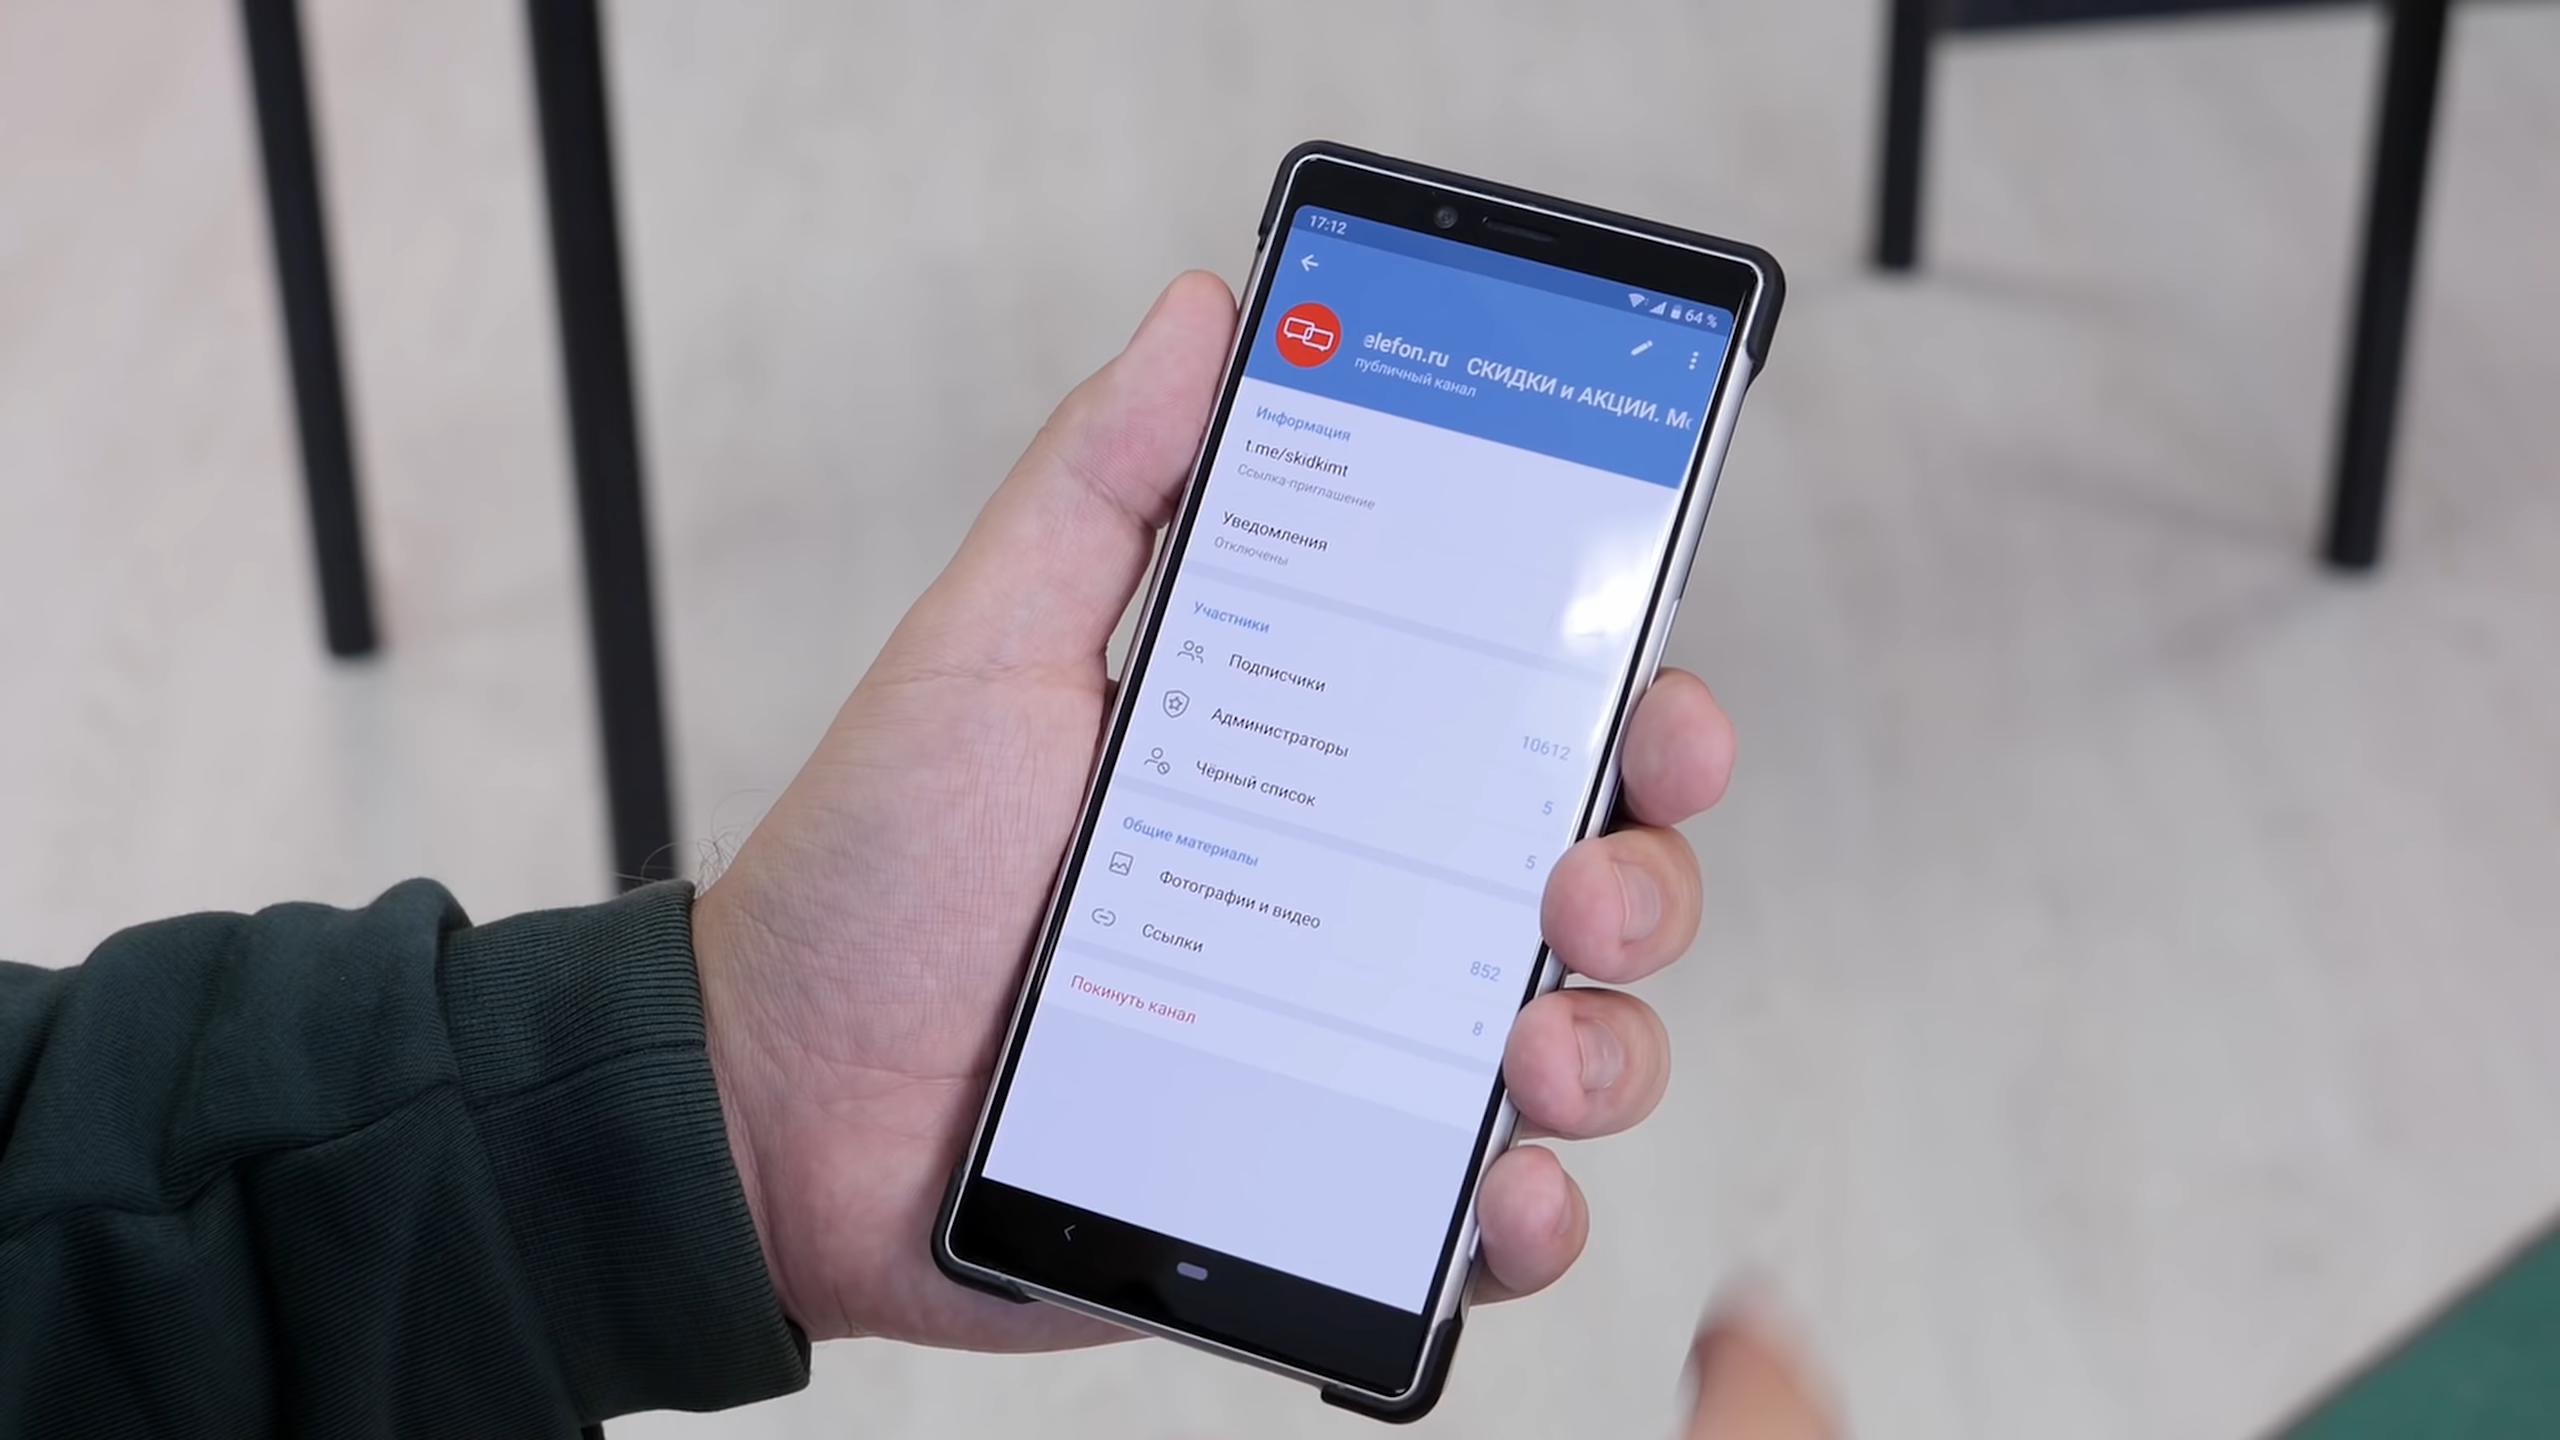 17:12
64 %
elefon.ru СКИДКИ и АКЦИИ. Мо
публичный канал
Информация
t.me/skidkimt
Ссылка-приглашение
Уведомления
Отключены
Участники
Подписчики 10612
Администраторы 5
Чёрный список 5
Общие материалы
Фотографии и видео 852
Ссылки 8
Покинуть канал